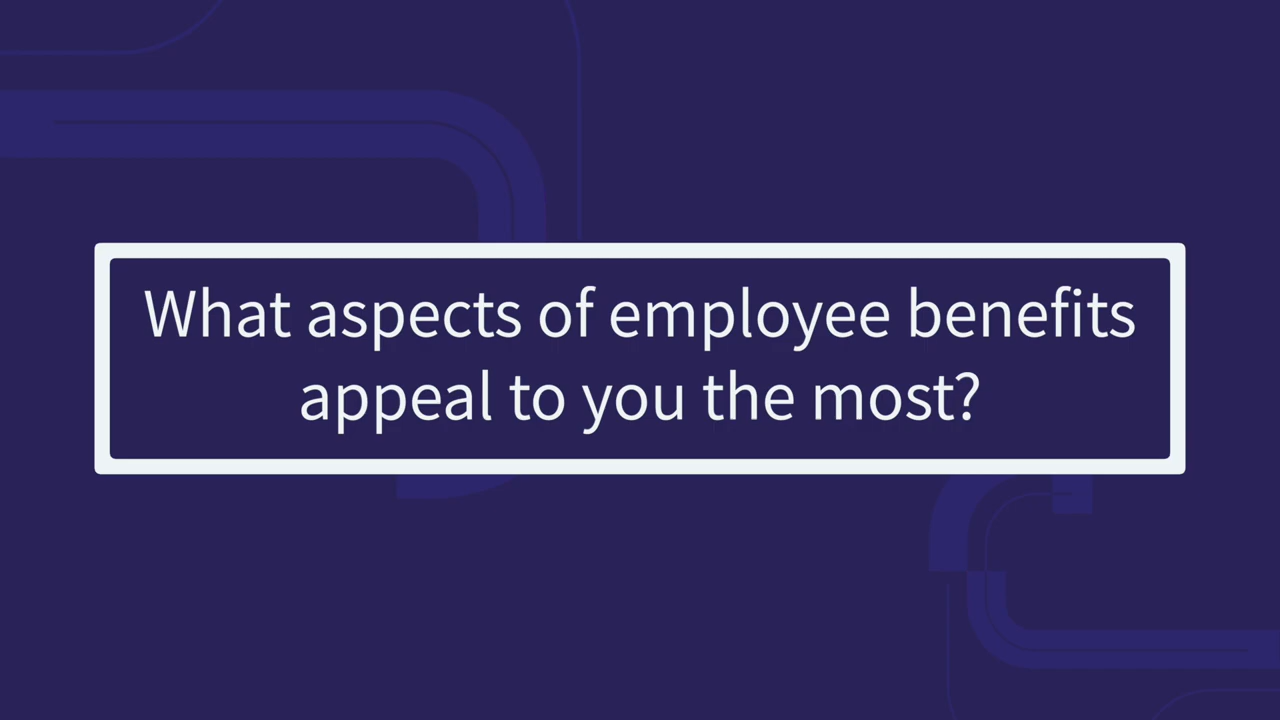 What aspects of employee benefits
appeal to you the most?